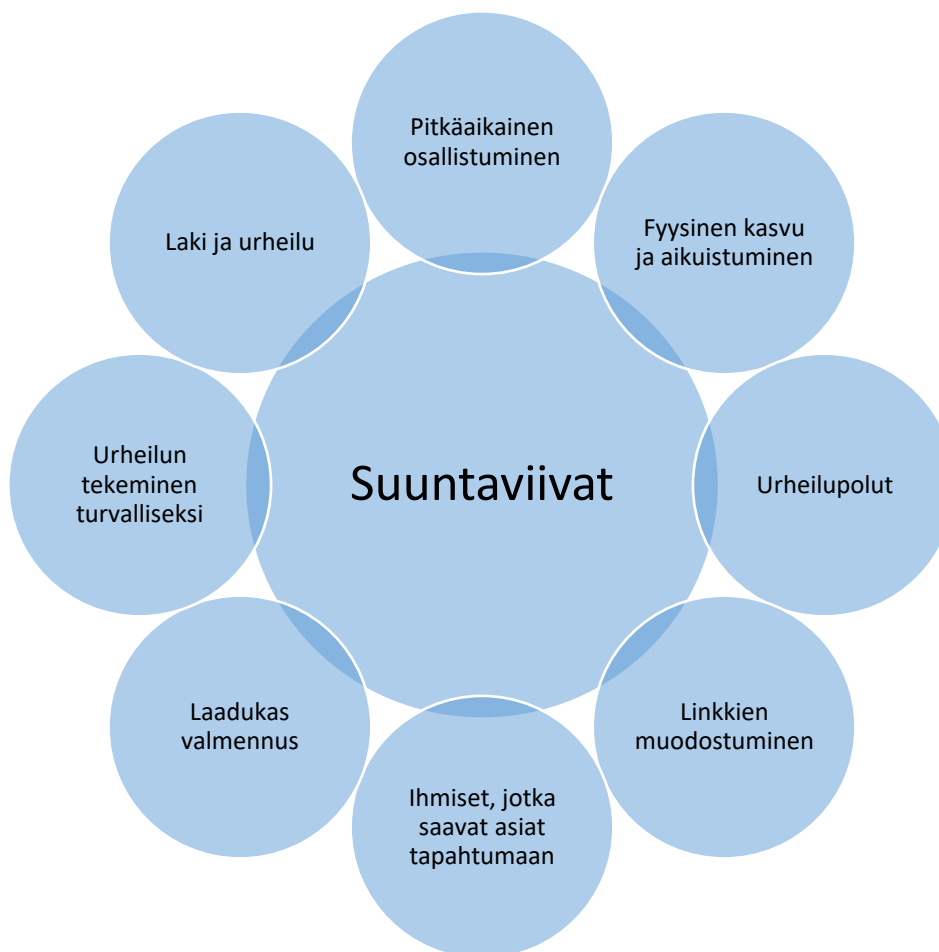 Pitkäaikainen
osallistuminen
Fyysinen kasvu
ja aikuistuminen
Urheilupolut
Linkkien
muodostuminen
Ihmiset, jotka
saavat asiat
tapahtumaan
Laadukas
valmennus
Urheilun
tekeminen
turvalliseksi
Laki ja urheilu
Suuntaviivat